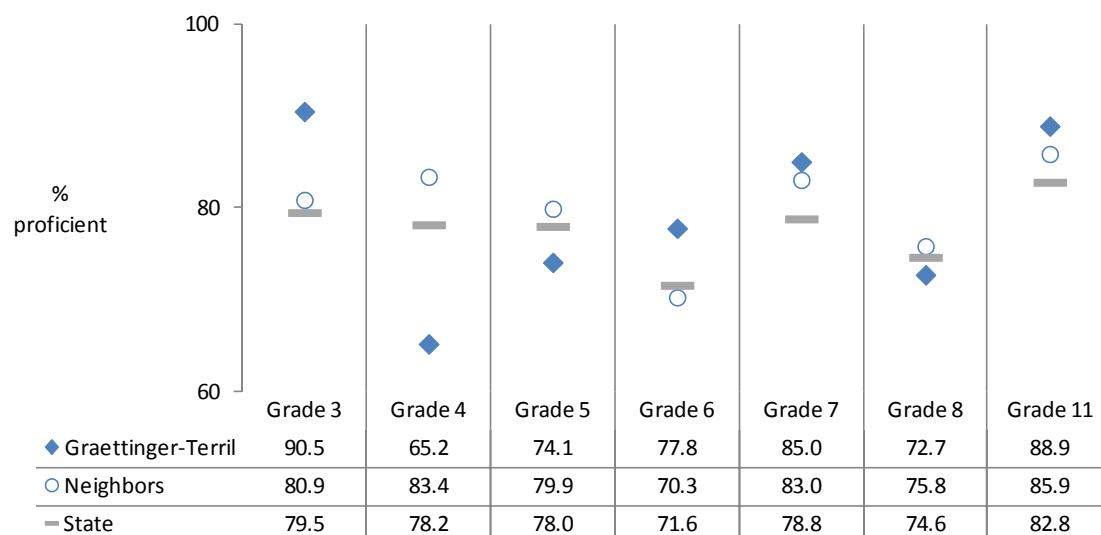 100
80
60
%
proficient
Grade 3 Grade 4 Grade 5 Grade 6 Grade 7 Grade 8 Grade 11
Graettinger-Terril 90.5 65.2 74.1 77.8 85.0 72.7 88.9
Neighbors 80.9 83.4 79.9 70.3 83.0 75.8 85.9
State 79.5 78.2 78.0 71.6 78.8 74.6 82.8